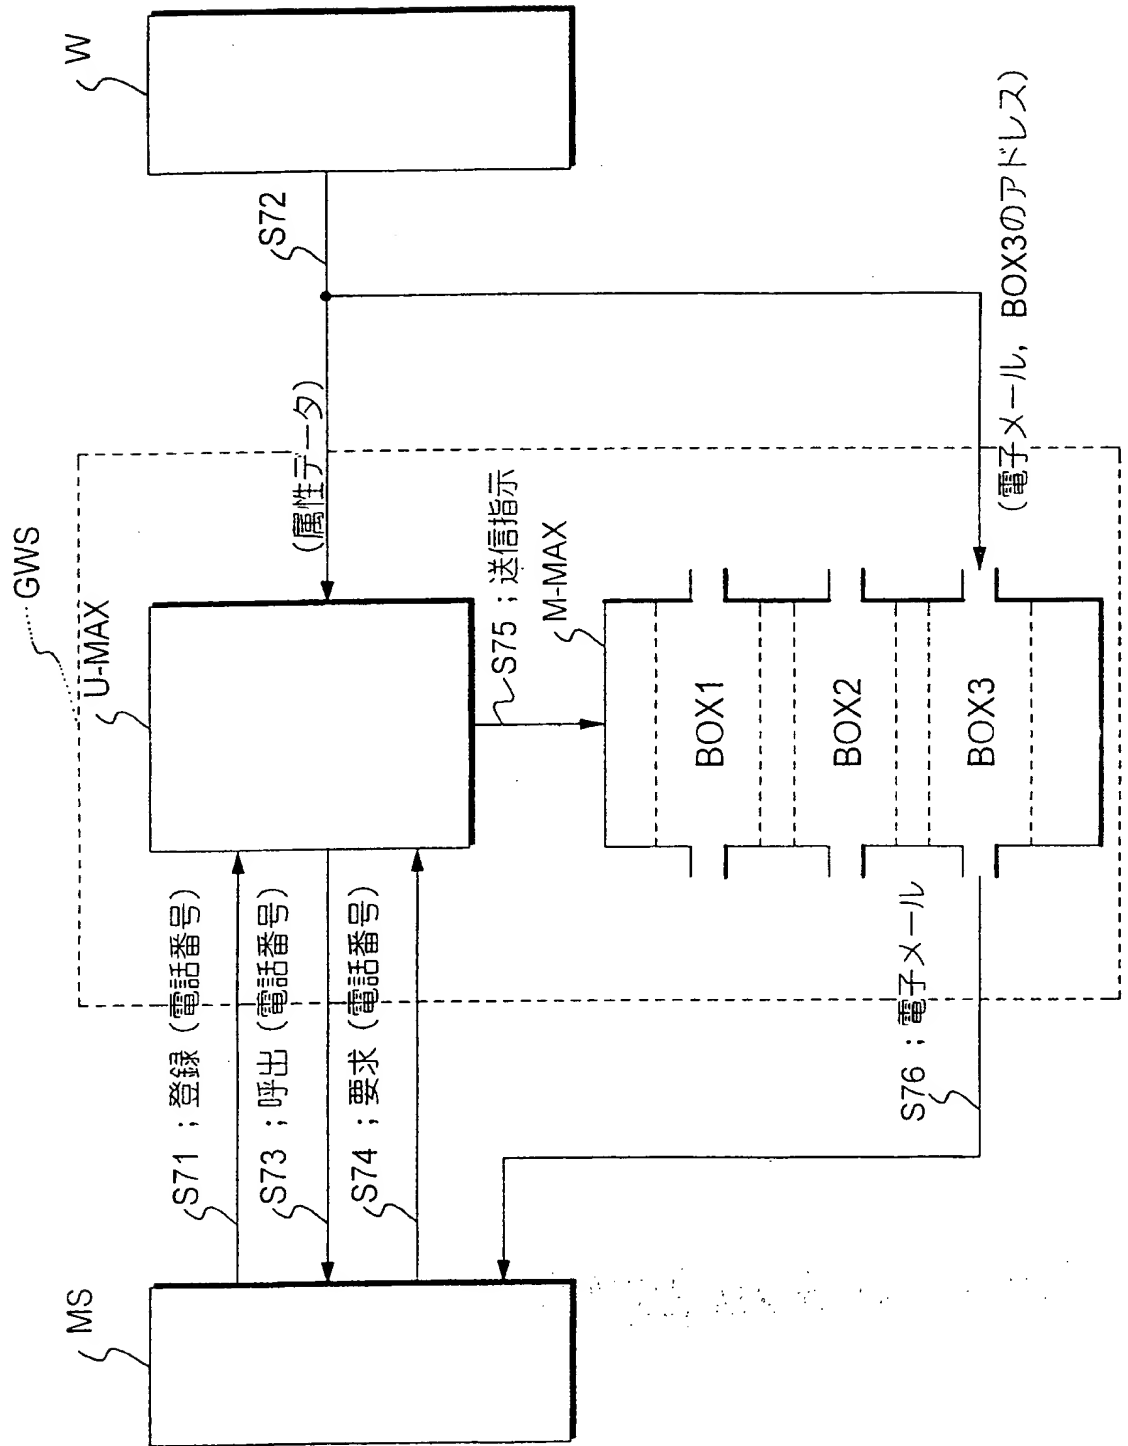 GWS
U-MAX
W
MS
S71 ; 登録 (電話番号)
S73 ; 呼出 (電話番号)
S74 ; 要求 (電話番号)
(属性データ)
S72
S75 ; 送信指示
M-MAX
BOX1
BOX2
BOX3
S76 ; 電子メール
(電子メール, BOX3のアドレス)